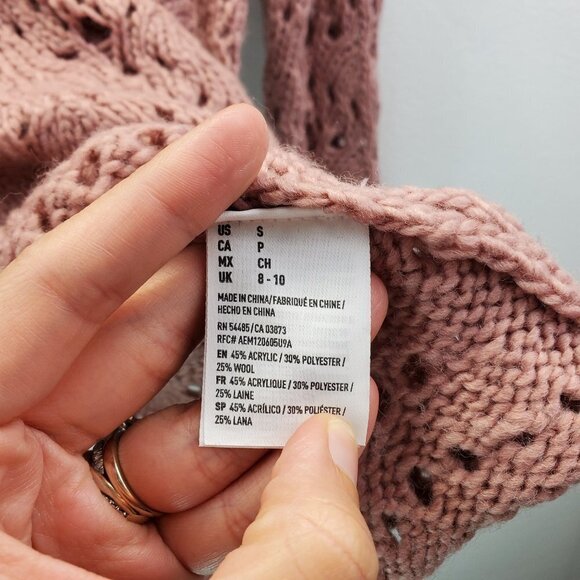 US S
CA P
MX CH
UK 8 - 10
MADE IN CHINA/FABRIQUÉ EN CHINE/
HECHO EN CHINA
RN 54485/CA 03873
RFC# AEM120605U9A
EN 45% ACRYLIC / 30% POLYESTER /
25% WOOL
FR 45% ACRYLIQUE / 30% POLYESTER /
25% LAINE
SP 45% ACRÍLICO / 30% POLIÉSTER /
25% LANA